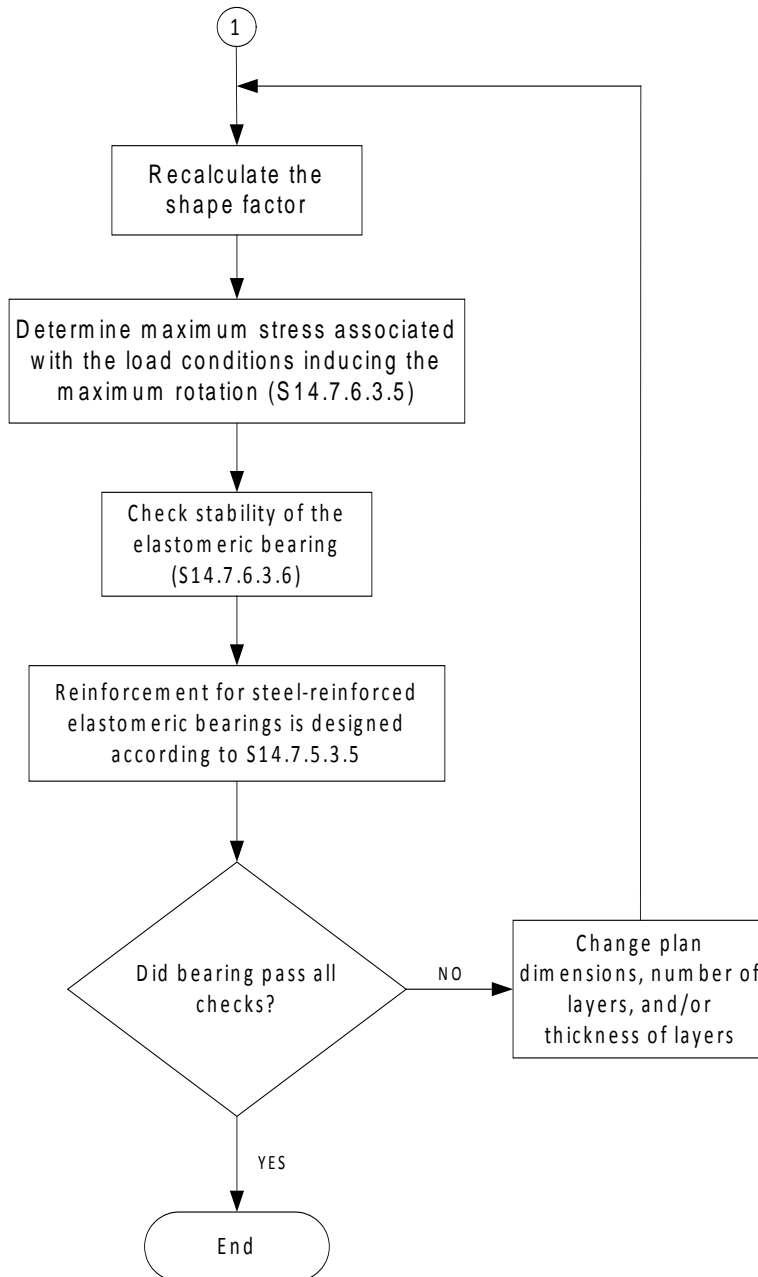 1
Recalculate the
shape factor
Determine maximum stress associated
with the load conditions inducing the
maximum rotation (S14.7.6.3.5)
Check stability of the
elastomeric bearing
(S14.7.6.3.6)
Reinforcement for steel-reinforced
elastomeric bearings is designed
according to S14.7.5.3.5
Did bearing pass all
checks?
NO
Change plan
dimensions, number of
layers, and/or
thickness of layers
YES
End